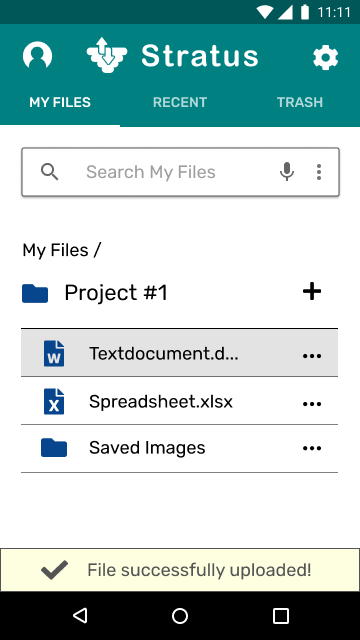 11:11
Stratus
MY FILES RECENT TRASH
Search My Files
My Files /
Project #1
W Textdocument.d...
X Spreadsheet.xlsx
Saved Images
File successfully uploaded!